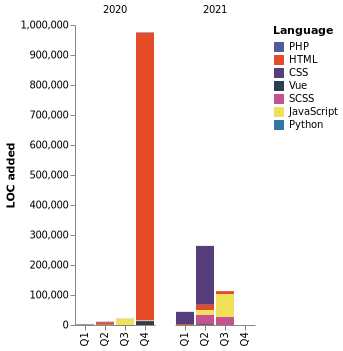 2020 2021
1,000,000
900,000
800,000
700,000
600,000
500,000
400,000
300,000
200,000
100,000
0
LOC added
Q1 Q2 Q3 Q4 Q1 Q2 Q3 Q4
Language
PHP
HTML
CSS
Vue
SCSS
JavaScript
Python